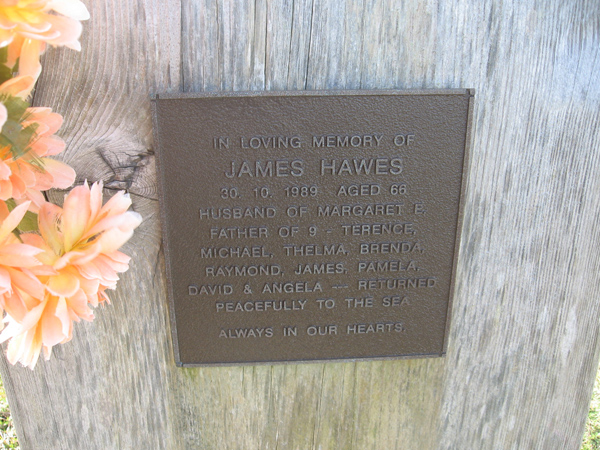 IN LOVING MEMORY OF
JAMES HAWES
30. 10. 1989 AGED 66
HUSBAND OF MARGARET E,
FATHER OF 9 - TERENCE,
MICHAEL, THELMA, BRENDA,
RAYMOND, JAMES, PAMELA,
DAVID & ANGELA --- RETURNED
PEACEFULLY TO THE SEA
ALWAYS IN OUR HEARTS.